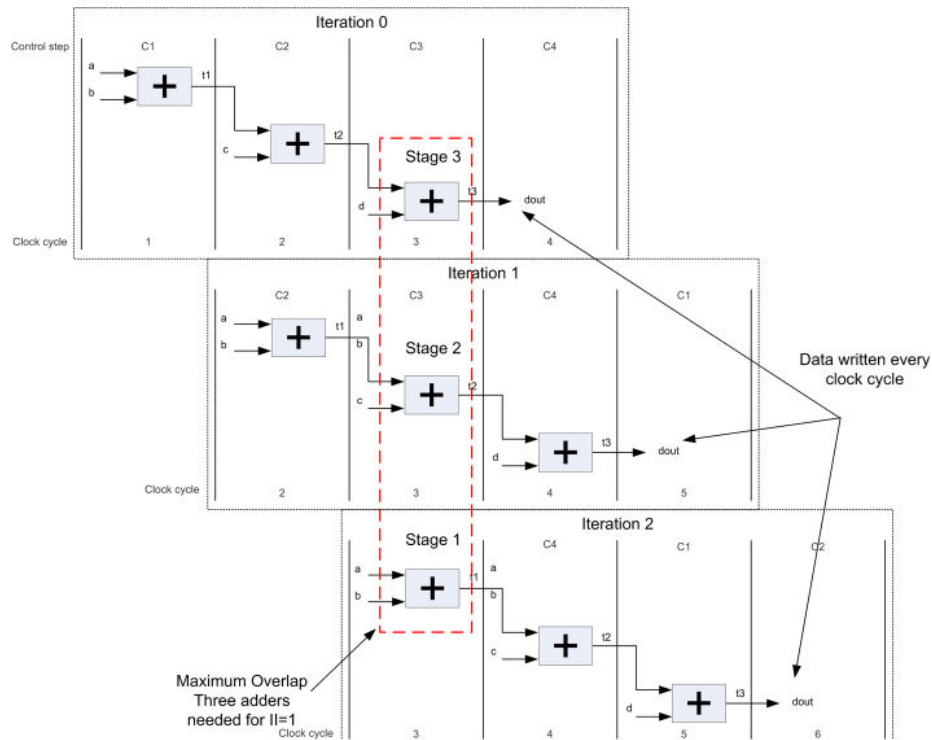 Iteration 0
Control step C1 C2 C3 C4
a
b
+
t1
c
+
t2
Stage 3
d
+
t3
dout
Clock cycle 1 2 3 4
Iteration 1
C2 C3 C4 C1
a
b
+
t1
a
b
Stage 2
c
+
t2
d
+
t3
dout
Data written every
clock cycle
Clock cycle 2 3 4 5
Iteration 2
Stage 1
C4 C1 C2
a
b
+
t1
a
b
c
+
t2
d
+
t3
dout
Maximum Overlap
Three adders
needed for II=1
Clock cycle 3 4 5 6